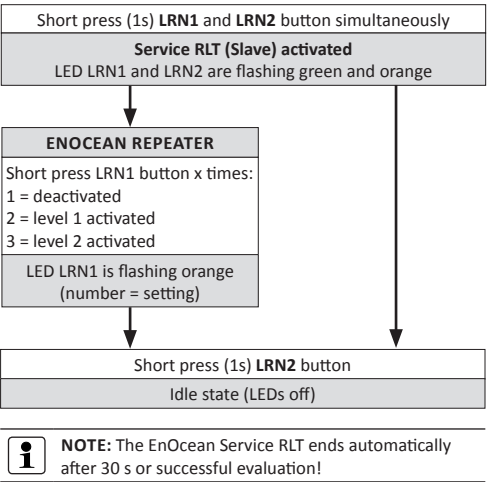 Short press (1s) LRN1 and LRN2 button simultaneously
Service RLT (Slave) activated
LED LRN1 and LRN2 are flashing green and orange
ENOCEAN REPEATER
Short press LRN1 button x times:
1 = deactivated
2 = level 1 activated
3 = level 2 activated
LED LRN1 is flashing orange
(number = setting)
Short press (1s) LRN2 button
Idle state (LEDs off)
i
NOTE: The EnOcean Service RLT ends automatically
after 30 s or successful evaluation!